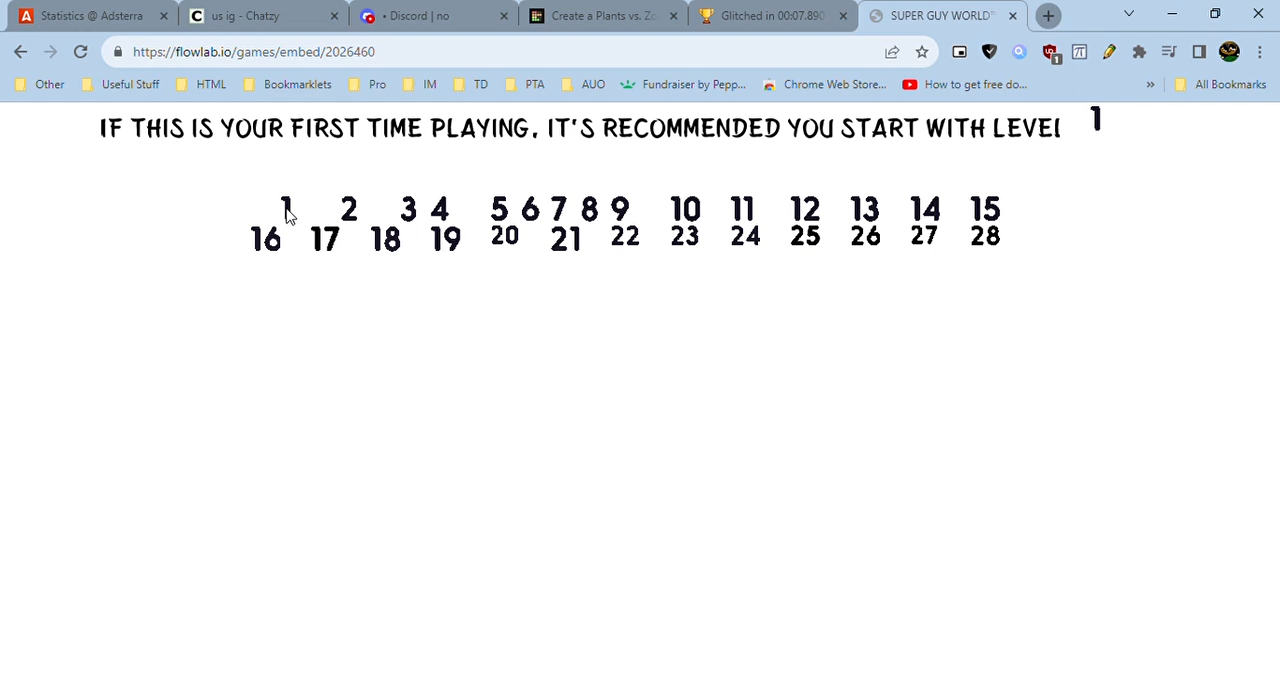 Statistics @ Adsterra
us ig - Chatzy
• Discord | no
Create a Plants vs. Zo
Glitched in 00:07.890
SUPER GUY WORLD™
https://flowlab.io/games/embed/2026460
1
Other
Useful Stuff
HTML
Bookmarklets
Pro
IM
TD
PTA
AUO
Fundraiser by Pepp...
Chrome Web Store...
How to get free do...
»
All Bookmarks
IF THIS IS YOUR FIRST TIME PLAYING, IT'S RECOMMENDED YOU START WITH LEVEL 1
1 2 3 4 5 6 7 8 9 10 11 12 13 14 15
16 17 18 19 20 21 22 23 24 25 26 27 28